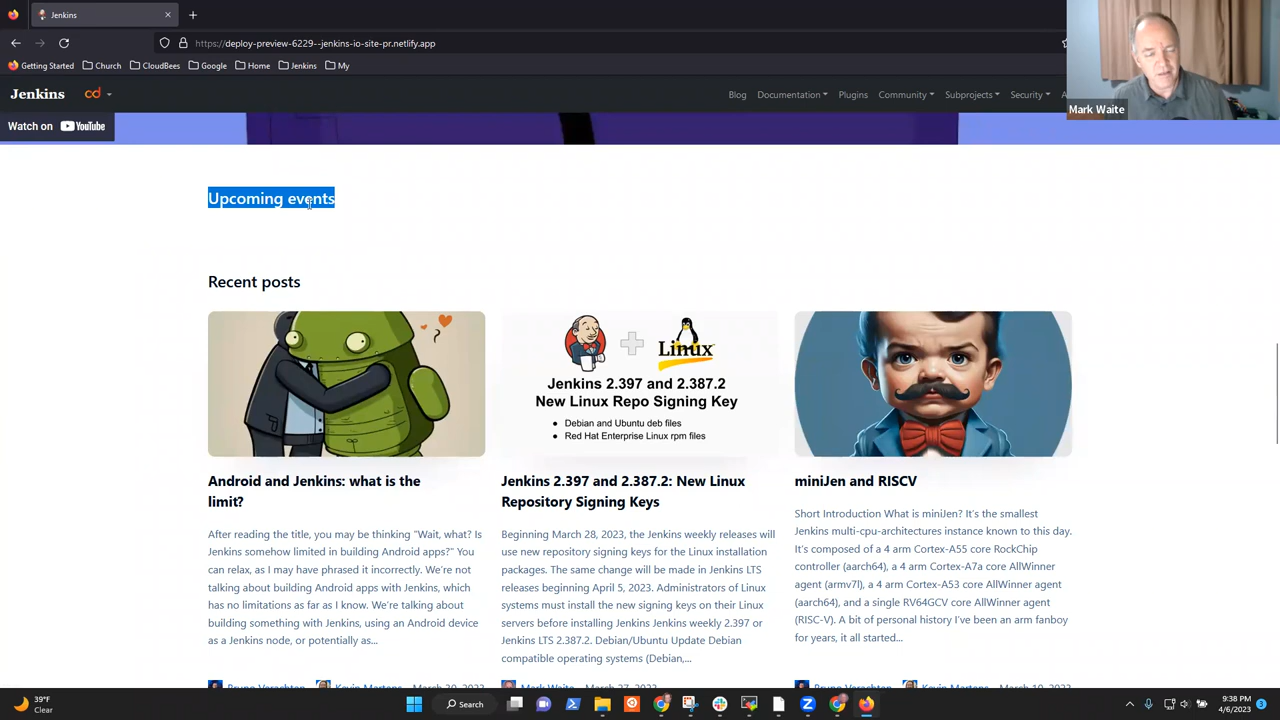 Jenkins
https://deploy-preview-6229--jenkins-io-site-pr.netlify.app
Getting Started Church CloudBees Google Home Jenkins My
Jenkins cd Blog Documentation Plugins Community Subprojects Security A
Mark Waite
Watch on YouTube
Upcoming events
Recent posts
Linux
Jenkins 2.397 and 2.387.2
New Linux Repo Signing Key
• Debian and Ubuntu deb files
• Red Hat Enterprise Linux rpm files
Android and Jenkins: what is the
limit?
After reading the title, you may be thinking “Wait, what? Is
Jenkins somehow limited in building Android apps?” You
can relax, as I may have phrased it incorrectly. We’re not
talking about building Android apps with Jenkins, which
has no limitations as far as I know. We’re talking about
building something with Jenkins, using an Android device
as a Jenkins node, or potentially as...
Jenkins 2.397 and 2.387.2: New Linux
Repository Signing Keys
Beginning March 28, 2023, the Jenkins weekly releases will
use new repository signing keys for the Linux installation
packages. The same change will be made in Jenkins LTS
releases beginning April 5, 2023. Administrators of Linux
systems must install the new signing keys on their Linux
servers before installing Jenkins Jenkins weekly 2.397 or
Jenkins LTS 2.387.2. Debian/Ubuntu Update Debian
compatible operating systems (Debian,...
miniJen and RISCV
Short Introduction What is miniJen? It’s the smallest
Jenkins multi-cpu-architectures instance known to this day.
It’s composed of a 4 arm Cortex-A55 core RockChip
controller (aarch64), a 4 arm Cortex-A7a core AllWinner
agent (armv7l), a 4 arm Cortex-A53 core AllWinner agent
(aarch64), and a single RV64GCV core AllWinner agent
(RISC-V). A bit of personal history I’ve been an arm fanboy
for years, it all started...
Bruno Verachten Kevin Martens March 30, 2023
Mark Waite March 27, 2023
Bruno Verachten Kevin Martens March 10, 2023
39°F
Clear
Search
9:38 PM
4/6/2023
3